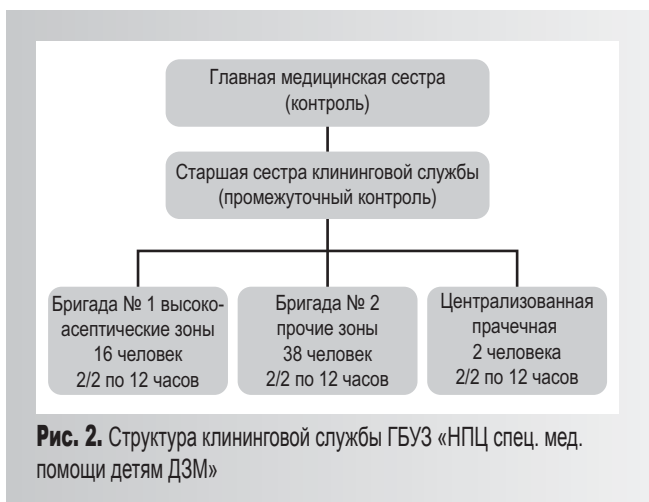 Главная медицинская сестра
(контроль)
Старшая сестра клининговой службы
(промежуточный контроль)
Бригада № 1 высоко-
асептические зоны
16 человек
2/2 по 12 часов
Бригада № 2
прочие зоны
38 человек
2/2 по 12 часов
Централизованная
прачечная
2 человека
2/2 по 12 часов
Рис. 2. Структура клининговой службы ГБУЗ «НПЦ спец. мед.
помощи детям ДЗМ»